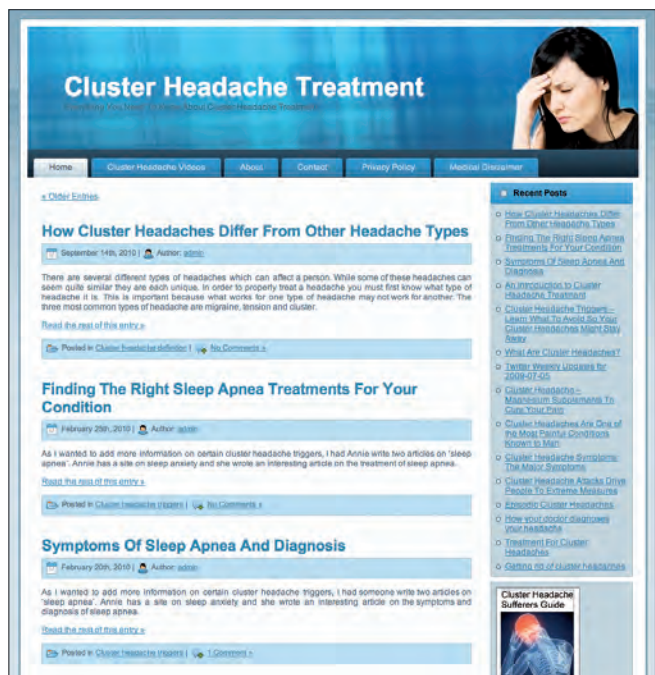 Cluster Headache Treatment
Everything You Need To Know About Cluster Headache Treatment
Home
Cluster Headache Videos
About
Contact
Privacy Policy
Medical Disclaimer
« Older Entries
How Cluster Headaches Differ From Other Headache Types
September 14th, 2010 | Author: admin
There are several different types of headaches which can affect a person. While some of these headaches can
seem quite similar they are each unique. In order to properly treat a headache you must first know what type of
headache it is. This is important because what works for one type of headache may not work for another. The
three most common types of headache are migraine, tension and cluster.
Read the rest of this entry »
Posted in Cluster headache definition | No Comments »
Finding The Right Sleep Apnea Treatments For Your
Condition
February 25th, 2010 | Author: admin
As I wanted to add more information on certain cluster headache triggers, I had Annie write two articles on 'sleep
apnea'. Annie has a site on sleep anxiety and she wrote an interesting article on the treatment of sleep apnea.
Read the rest of this entry »
Posted in Cluster headache triggers | No Comments »
Symptoms Of Sleep Apnea And Diagnosis
February 20th, 2010 | Author: admin
As I wanted to add more information on certain cluster headache triggers, I had someone write two articles on
'sleep apnea'. Annie has a site on sleep anxiety and she wrote an interesting article on the symptoms and
diagnosis of sleep apnea.
Read the rest of this entry »
Posted in Cluster headache triggers | 1 Comment »
Recent Posts
How Cluster Headaches Differ
From Other Headache Types
Finding The Right Sleep Apnea
Treatments For Your Condition
Symptoms Of Sleep Apnea And
Diagnosis
An Introduction to Cluster
Headache Treatment
Cluster Headache Triggers –
Learn What To Avoid So Your
Cluster Headaches Might Stay
Away
What Are Cluster Headaches?
Twitter Weekly Updates for
2009-07-05
Cluster Headache –
Magnesium Supplements To
Cure Your Pain
Cluster Headaches Are One of
the Most Painful Conditions
Known to Man
Cluster Headache Symptoms:
The Major Symptoms
Cluster Headache Attacks Drive
People To Extreme Measures
Episodic Cluster Headaches
How your doctor diagnoses
your headache
Treatment For Cluster
Headaches
Getting rid of cluster headaches
Cluster Headache
Sufferers Guide